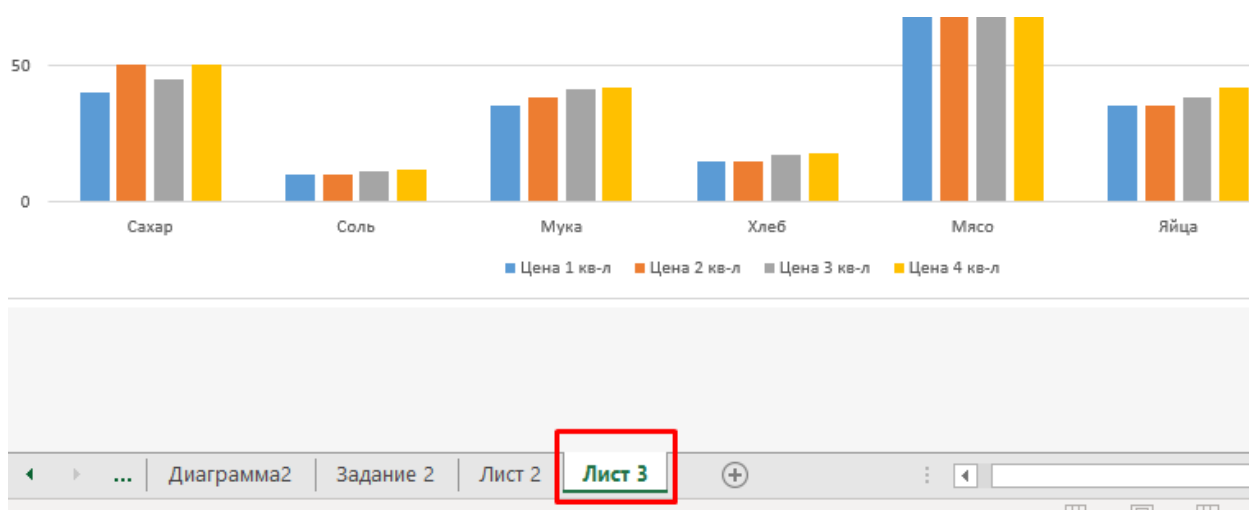 50
0
Сахар Соль Мука Хлеб Мясо Яйца
Цена 1 кв-л Цена 2 кв-л Цена 3 кв-л Цена 4 кв-л
... Диаграмма2 Задание 2 Лист 2 Лист 3